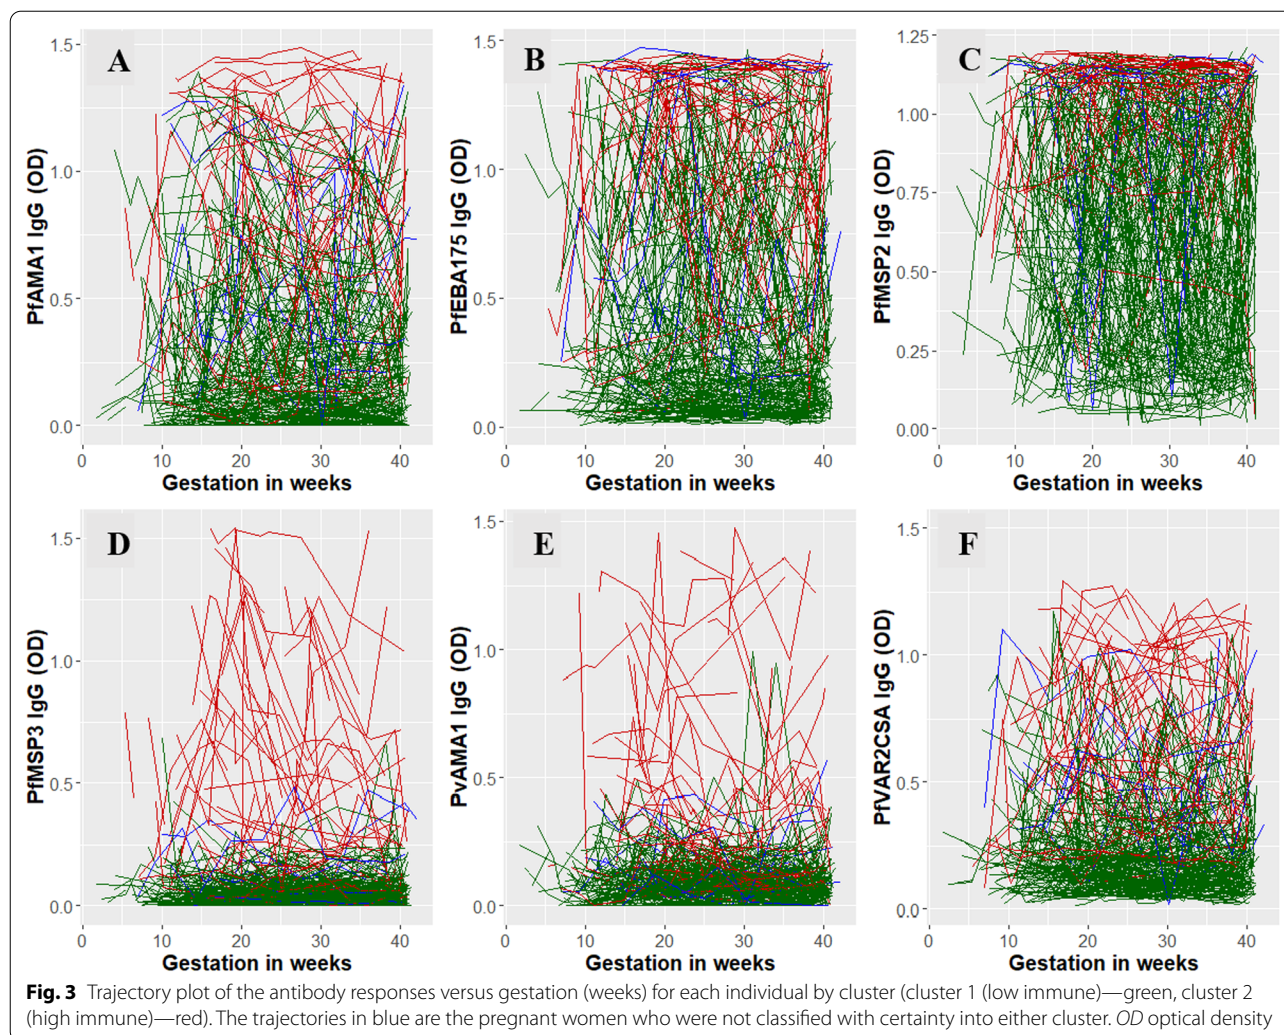 A
1.5
1.0
0.5
0.0
PfAMA1 IgG (OD)
0 10 20 30 40
Gestation in weeks
B
1.5
1.0
0.5
0.0
PfEBA175 IgG (OD)
0 10 20 30 40
Gestation in weeks
C
1.25
1.00
0.75
0.50
0.25
0.00
PfMSP2 IgG (OD)
0 10 20 30 40
Gestation in weeks
D
1.5
1.0
0.5
0.0
PfMSP3 IgG (OD)
0 10 20 30 40
Gestation in weeks
E
1.5
1.0
0.5
0.0
PvAMA1 IgG (OD)
0 10 20 30 40
Gestation in weeks
F
1.5
1.0
0.5
0.0
PfVAR2CSA IgG (OD)
0 10 20 30 40
Gestation in weeks
Fig. 3 Trajectory plot of the antibody responses versus gestation (weeks) for each individual by cluster (cluster 1 (low immune)—green, cluster 2
(high immune)—red). The trajectories in blue are the pregnant women who were not classified with certainty into either cluster. OD optical density